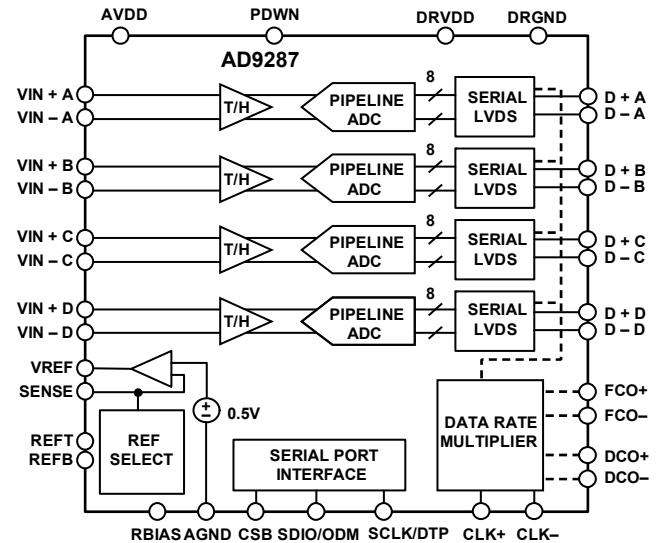 AVDD PDWN DRVDD DRGND
AD9287
VIN + A
VIN – A
T/H
PIPELINE
ADC
8
SERIAL
LVDS
D + A
D – A
VIN + B
VIN – B
T/H
PIPELINE
ADC
8
SERIAL
LVDS
D + B
D – B
VIN + C
VIN – C
T/H
PIPELINE
ADC
8
SERIAL
LVDS
D + C
D – C
VIN + D
VIN – D
T/H
PIPELINE
ADC
8
SERIAL
LVDS
D + D
D – D
VREF
SENSE
+
–
0.5V
REFT
REFB
REF
SELECT
SERIAL PORT
INTERFACE
DATA RATE
MULTIPLIER
FCO+
FCO–
DCO+
DCO–
RBIAS AGND CSB SDIO/ODM SCLK/DTP CLK+ CLK–